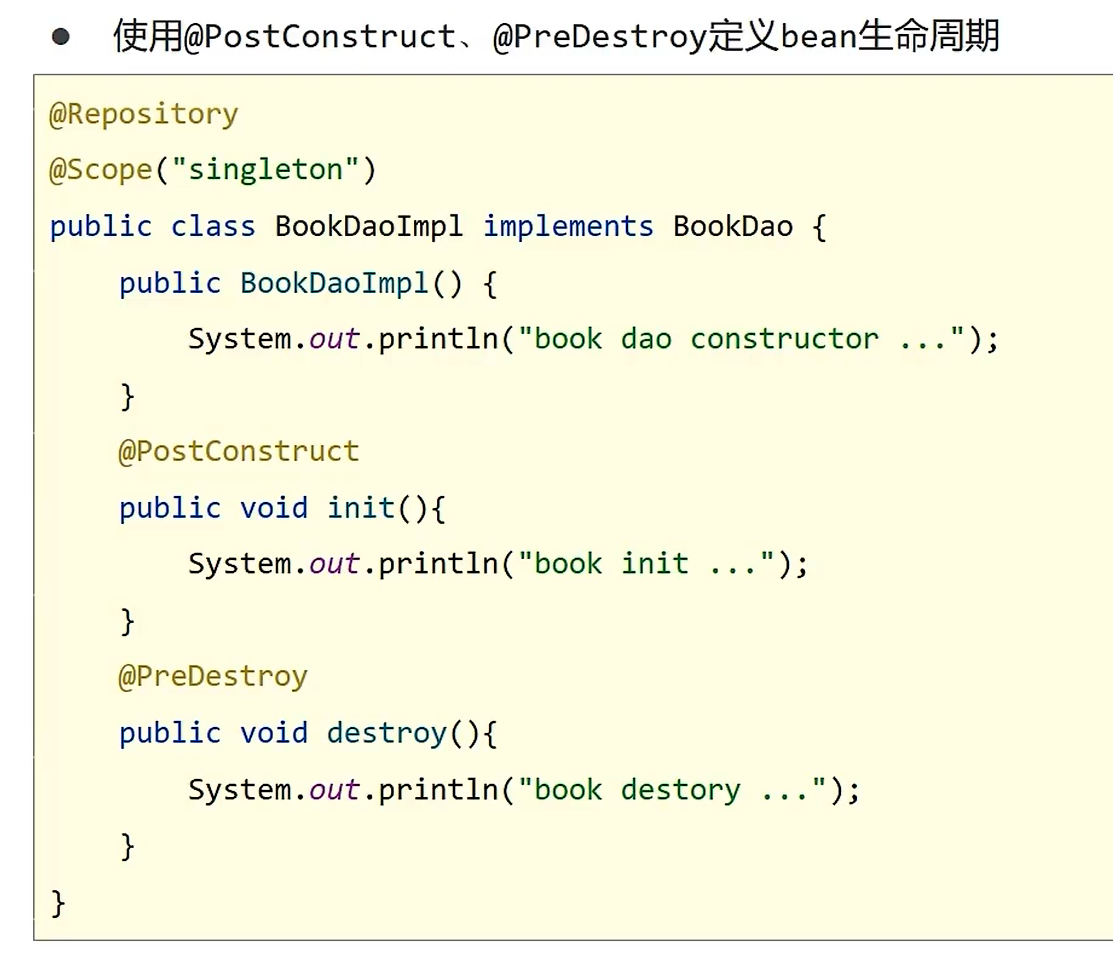 ● 使用@PostConstruct、@PreDestroy定义bean生命周期
@Repository
@Scope("singleton")
public class BookDaoImpl implements BookDao {
    public BookDaoImpl() {
        System.out.println("book dao constructor ...");
    }
    @PostConstruct
    public void init(){
        System.out.println("book init ...");
    }
    @PreDestroy
    public void destroy(){
        System.out.println("book destory ...");
    }
}